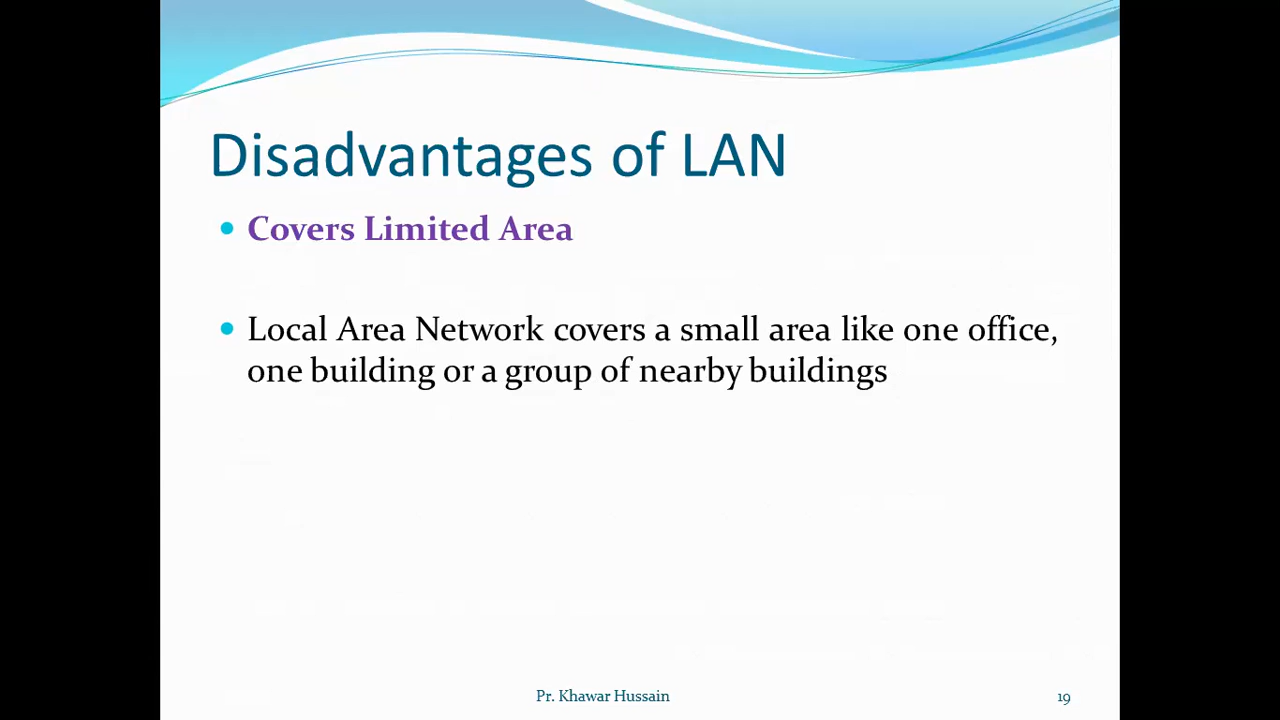 Disadvantages of LAN
• Covers Limited Area
• Local Area Network covers a small area like one office,
one building or a group of nearby buildings
Pr. Khawar Hussain
19